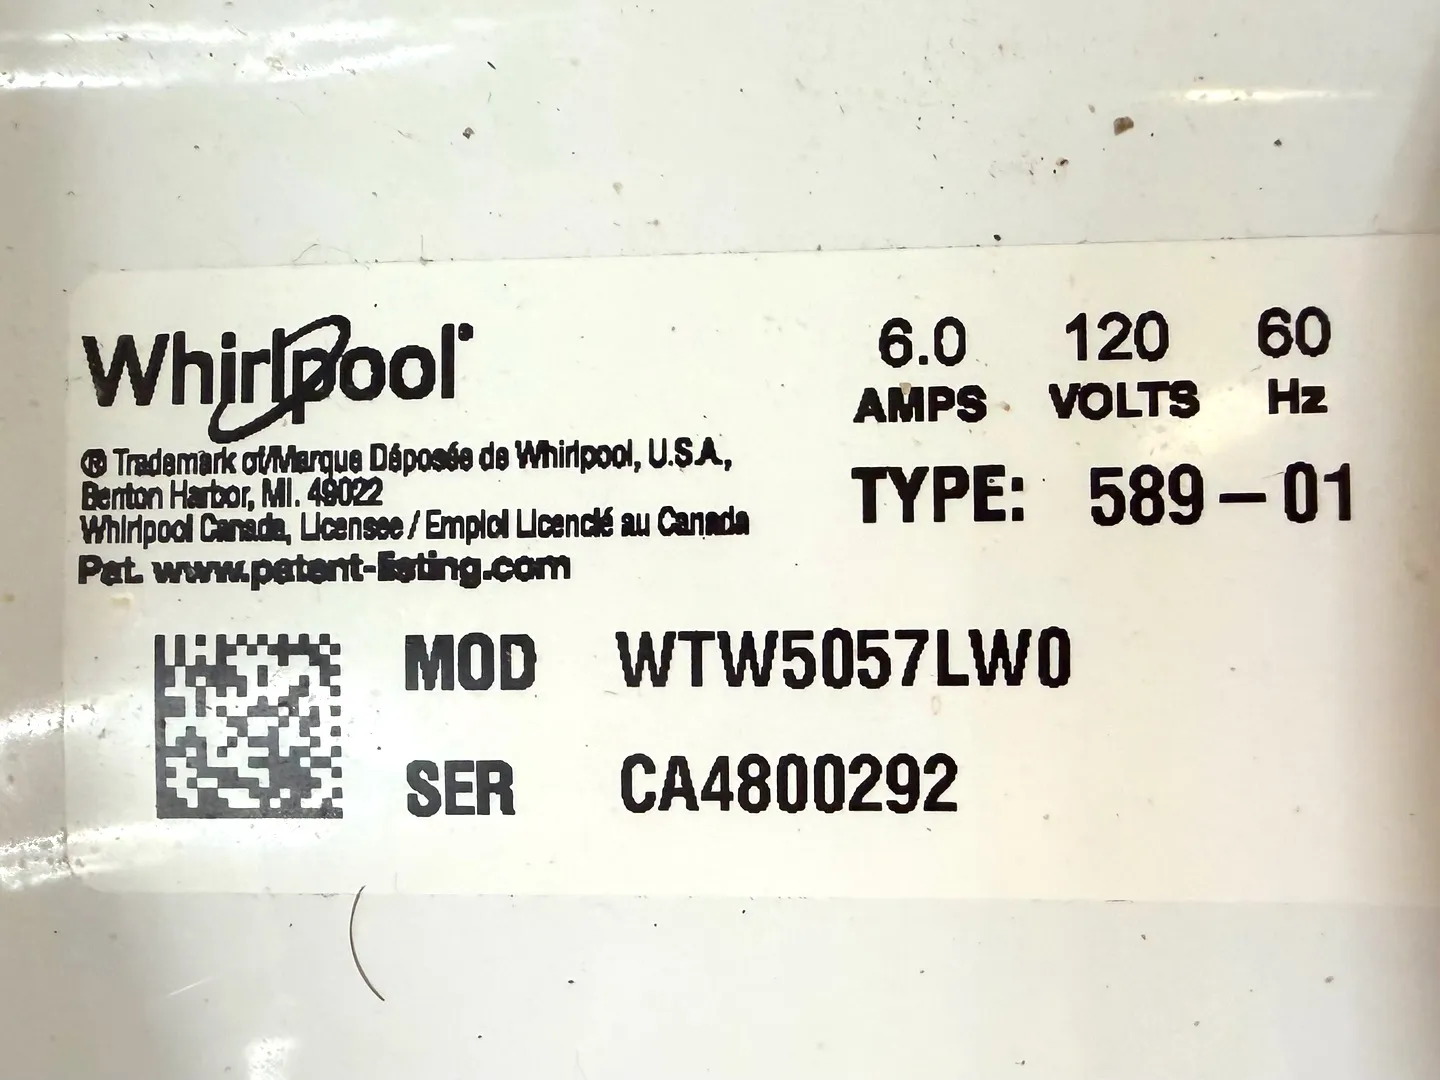 Whirlpool®
® Trademark of/Marque Déposée de Whirlpool, U.S.A.,
Benton Harbor, MI. 49022
Whirlpool Canada, Licensee / Emploi Licencié au Canada
Pat. www.patent-listing.com
6.0 120 60
AMPS VOLTS Hz
TYPE: 589-01
MOD WTW5057LW0
SER CA4800292